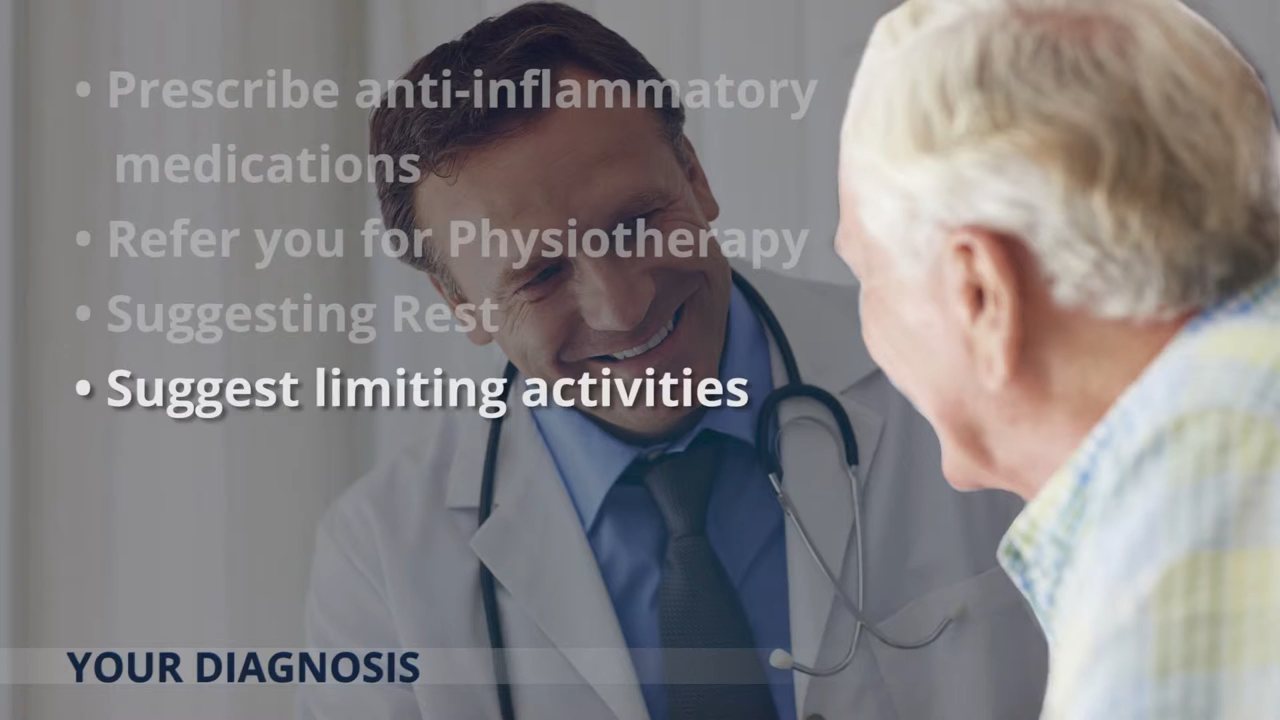 • Prescribe anti-inflammatory
medications
• Refer you for Physiotherapy
• Suggesting Rest
• Suggest limiting activities
YOUR DIAGNOSIS